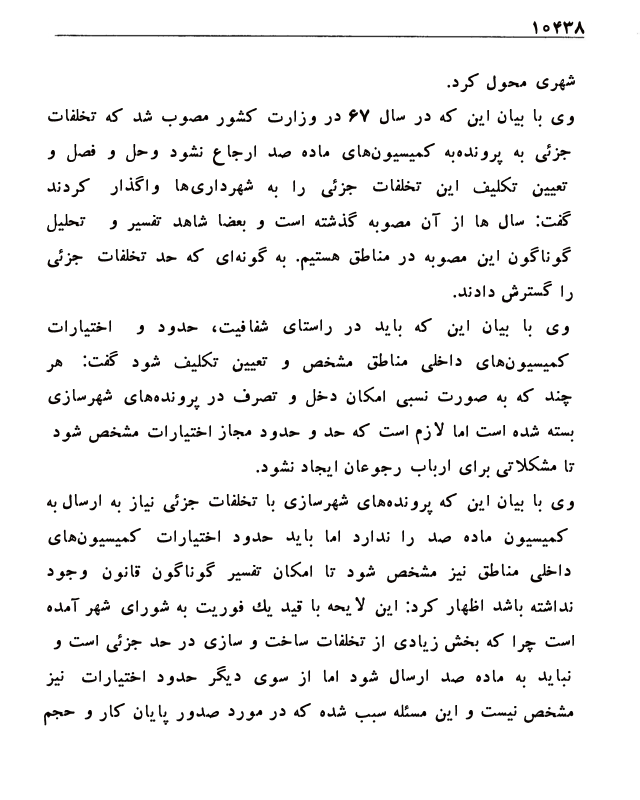 ۱۰۴۳۸
شهری محول کرد.
وی با بیان این که در سال ۶۷ در وزارت کشور مصوب شد که تخلفات
جزئی به پرونده‌به کمیسیون‌های ماده صد ارجاع نشود وحل و فصل و
تعیین تکلیف این تخلفات جزئی را به شهرداری‌ها واگذار کردند
گفت: سال ها از آن مصوبه گذشته است و بعضا شاهد تفسیر و تحلیل
گوناگون این مصوبه در مناطق هستیم. به گونه‌ای که حد تخلفات جزئی
را گسترش دادند.
وی با بیان این که باید در راستای شفافیت، حدود و اختیارات
کمیسیون‌های داخلی مناطق مشخص و تعیین تکلیف شود گفت: هر
چند که به صورت نسبی امکان دخل و تصرف در پرونده‌های شهرسازی
بسته شده است اما لازم است که حد و حدود مجاز اختیارات مشخص شود
تا مشکلاتی برای ارباب رجوعان ایجاد نشود.
وی با بیان این که پرونده‌های شهرسازی با تخلفات جزئی نیاز به ارسال به
کمیسیون ماده صد را ندارد اما باید حدود اختیارات کمیسیون‌های
داخلی مناطق نیز مشخص شود تا امکان تفسیر گوناگون قانون وجود
نداشته باشد اظهار کرد: این لایحه با قید یك فوریت به شورای شهر آمده
است چرا که بخش زیادی از تخلفات ساخت و سازی در حد جزئی است و
نباید به ماده صد ارسال شود اما از سوی دیگر حدود اختیارات نیز
مشخص نیست و این مسئله سبب شده که در مورد صدور پایان کار و حجم